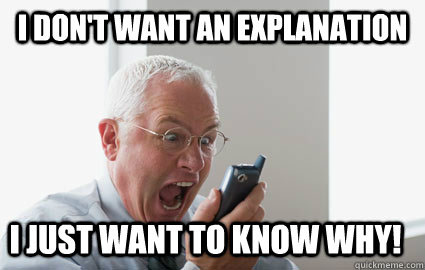 I DON'T WANT AN EXPLANATION
I JUST WANT TO KNOW WHY!
quickmeme.com